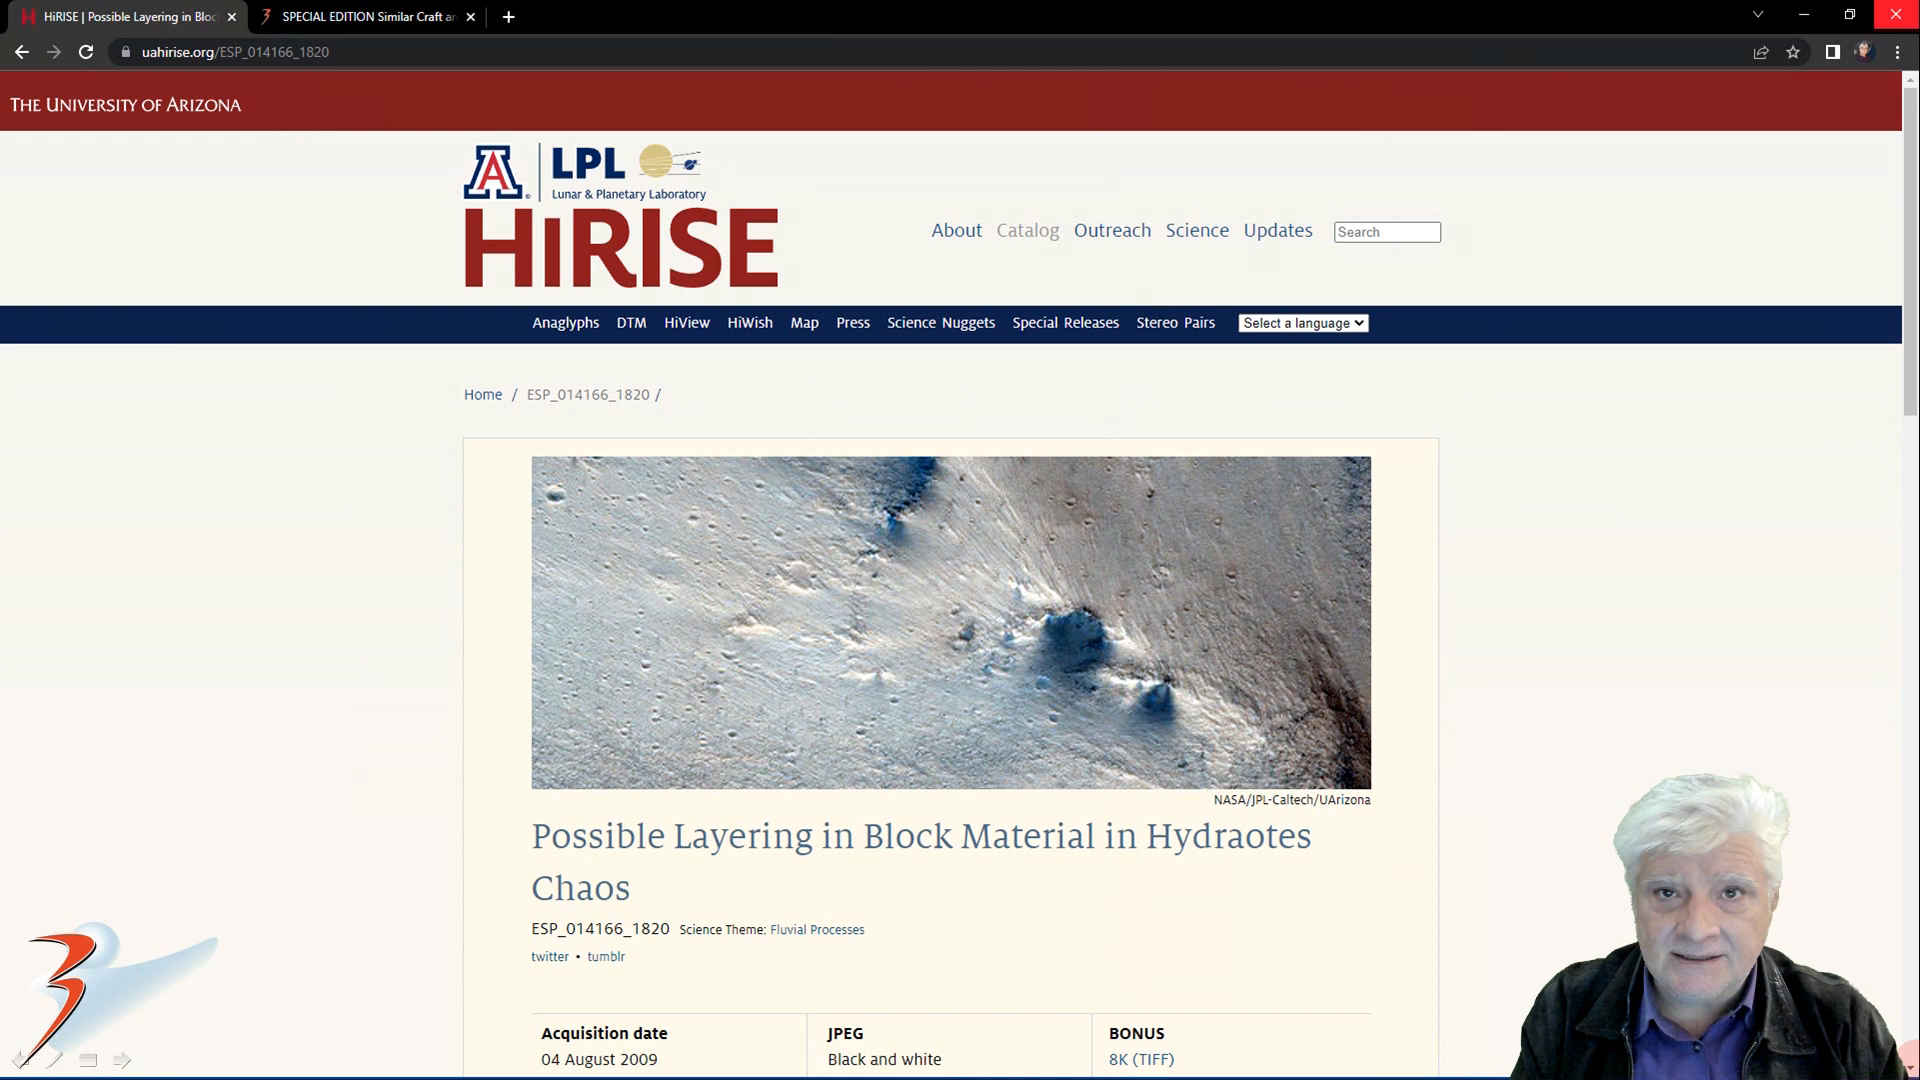 HiRISE | Possible Layering in Bloc
SPECIAL EDITION Similar Craft an
uahirise.org/ESP_014166_1820
THE UNIVERSITY OF ARIZONA
A
LPL
Lunar & Planetary Laboratory
HiRISE
About Catalog Outreach Science Updates Search
Anaglyphs DTM HiView HiWish Map Press Science Nuggets Special Releases Stereo Pairs Select a language
Home / ESP_014166_1820 /
NASA/JPL-Caltech/UArizona
Possible Layering in Block Material in Hydraotes
Chaos
ESP_014166_1820 Science Theme: Fluvial Processes
twitter • tumblr
Acquisition date JPEG BONUS
04 August 2009 Black and white 8K (TIFF)